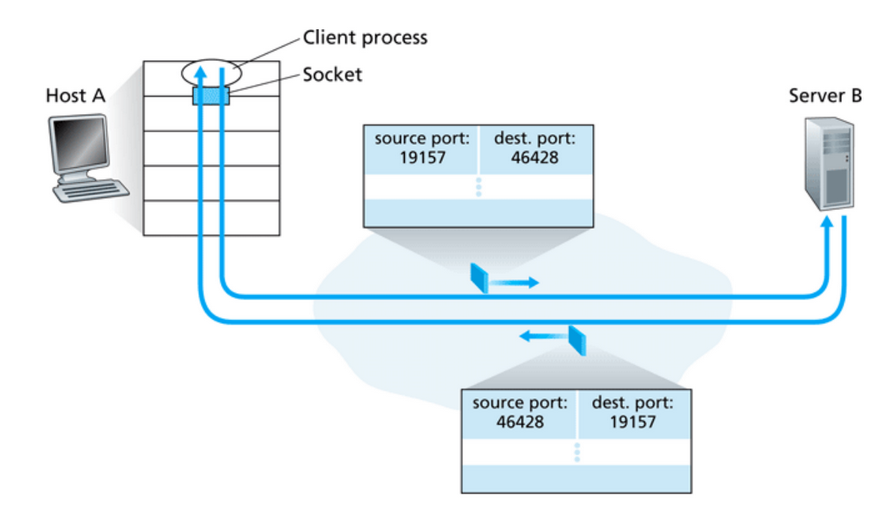 Client process
Socket
Host A
Server B
source port:
19157
dest. port:
46428
source port:
46428
dest. port:
19157